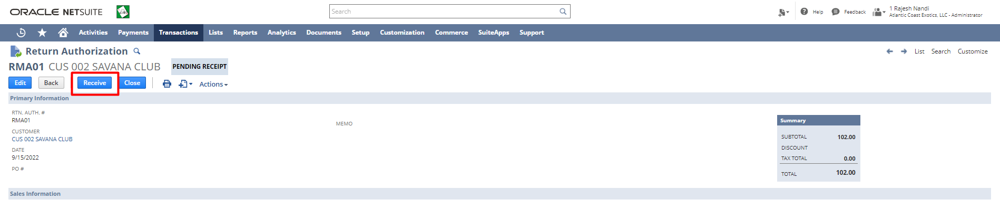 ORACLE NETSUITE
Search
Help
Feedback
1 Rajesh Nandi
Atlantic Coast Exotics, LLC - Administrator
Activities Payments Transactions Lists Reports Analytics Documents Setup Customization Commerce SuiteApps Support
Return Authorization
List Search Customize
RMA01 CUS 002 SAVANA CLUB PENDING RECEIPT
Edit Back Receive Close Actions
Primary Information
RTN. AUTH. #
RMA01
CUSTOMER
CUS 002 SAVANA CLUB
DATE
9/15/2022
PO #
MEMO
Summary
SUBTOTAL 102.00
DISCOUNT
TAX TOTAL 0.00
TOTAL 102.00
Sales Information